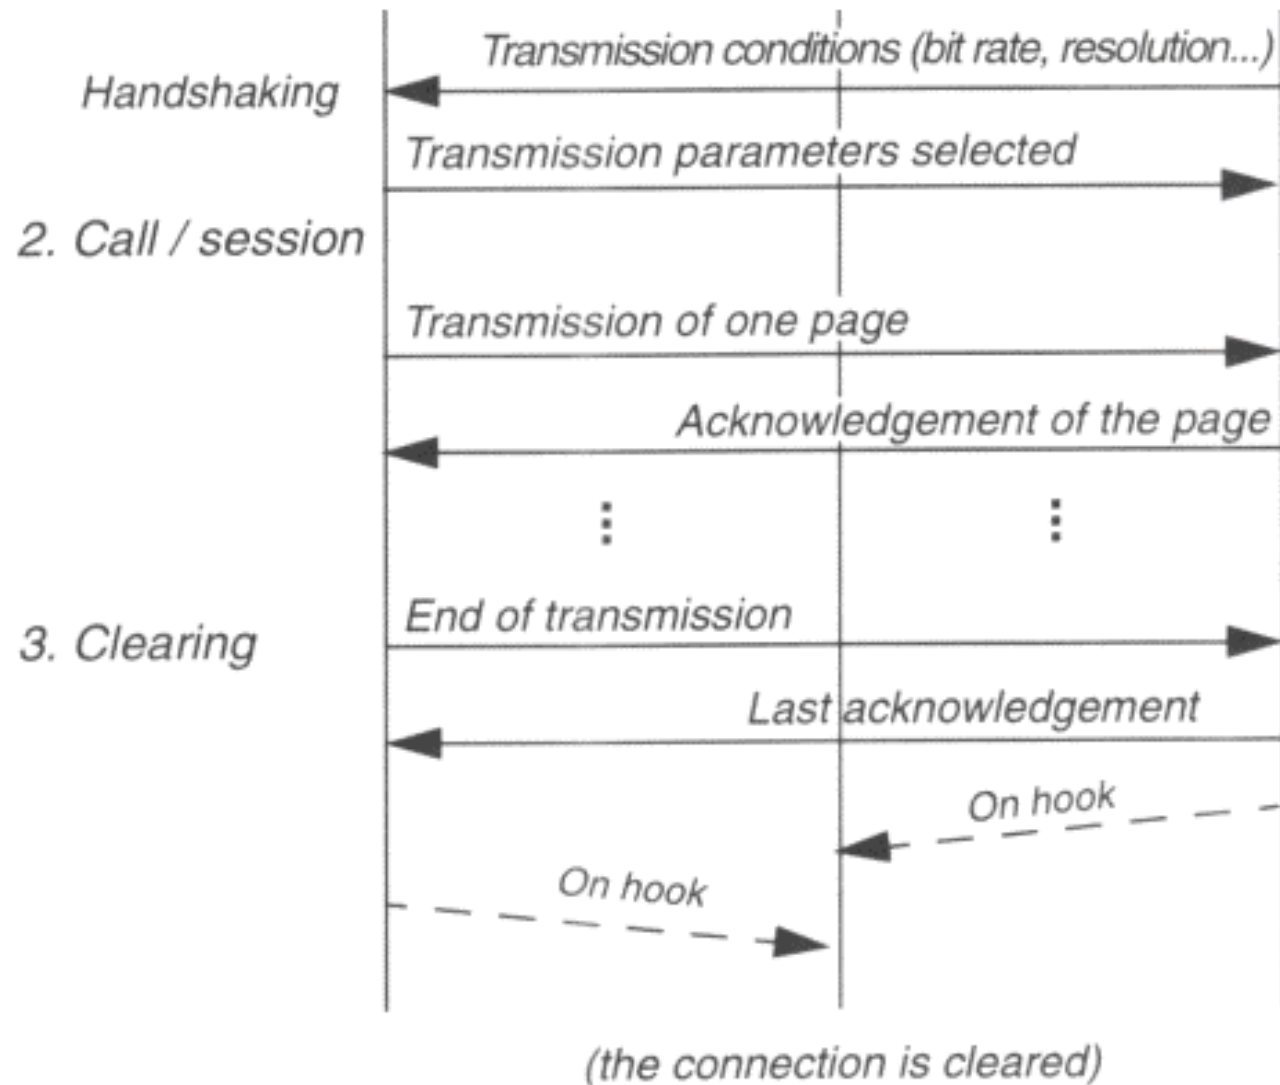 Transmission conditions (bit rate, resolution...)
Handshaking
Transmission parameters selected
2. Call / session
Transmission of one page
Acknowledgement of the page
End of transmission
3. Clearing
Last acknowledgement
On hook
On hook
(the connection is cleared)